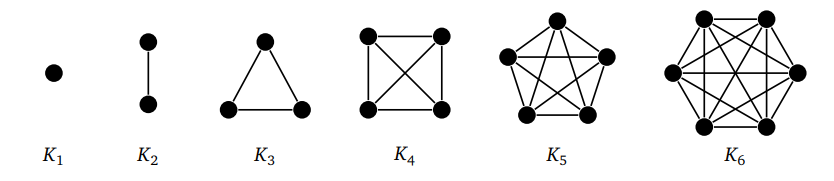 K₁ K₂ K₃ K₄ K₅ K₆